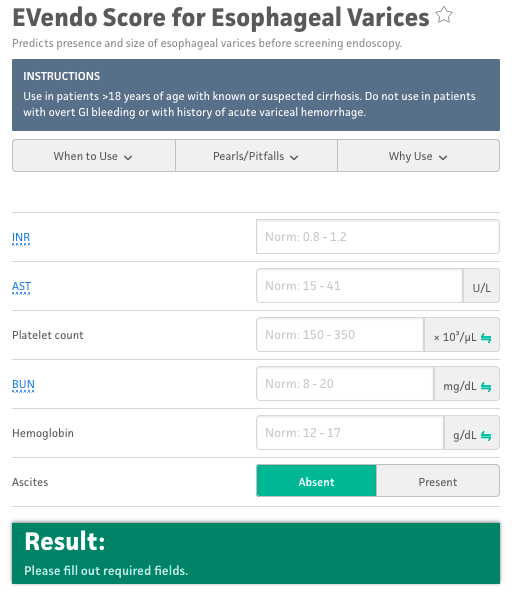 EVendo Score for Esophageal Varices
Predicts presence and size of esophageal varices before screening endoscopy.
INSTRUCTIONS
Use in patients >18 years of age with known or suspected cirrhosis. Do not use in patients
with overt GI bleeding or with history of acute variceal hemorrhage.
When to Use Pearls/Pitfalls Why Use
INR Norm: 0.8 - 1.2
AST Norm: 15 - 41 U/L
Platelet count Norm: 150 - 350 × 10³/µL
BUN Norm: 8 - 20 mg/dL
Hemoglobin Norm: 12 - 17 g/dL
Ascites Absent Present
Result:
Please fill out required fields.